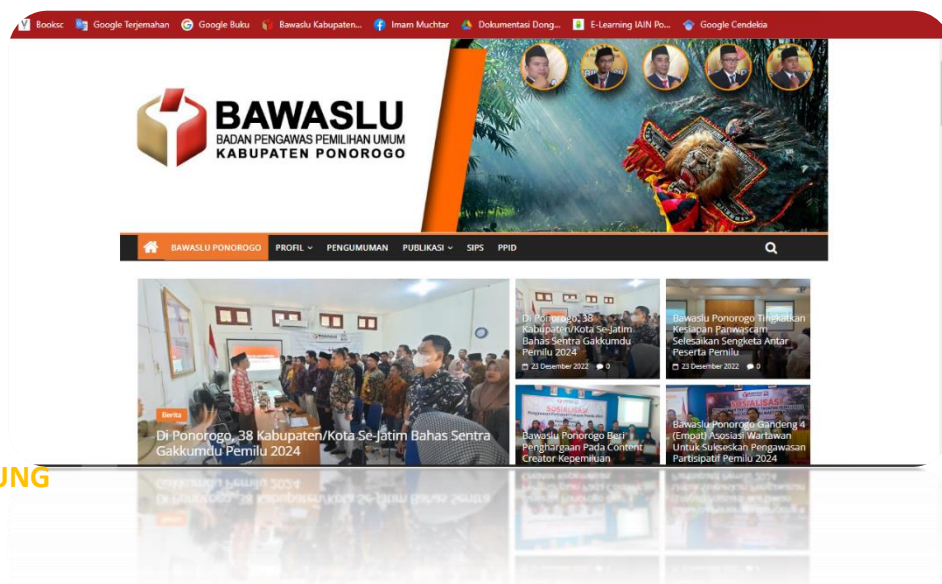 Booksc Google Terjemahan Google Buku Bawaslu Kabupaten... Imam Muchtar Dokumentasi Dong... E-Learning IAIN Po... Google Cendekia
BAWASLU
BADAN PENGAWAS PEMILIHAN UMUM
KABUPATEN PONOROGO
BAWASLU PONOROGO PROFIL PENGUMUMAN PUBLIKASI SIPS PPID
Berita
Di Ponorogo, 38 Kabupaten/Kota Se-Jatim Bahas Sentra
Gakkumdu Pemilu 2024
Di Ponorogo, 38
Kabupaten/Kota Se-Jatim
Bahas Sentra Gakkumdu
Pemilu 2024
23 Desember 2022 0
Bawaslu Ponorogo Tingkatkan
Kesiapan Panwascam
Selesaikan Sengketa Antar
Peserta Pemilu
23 Desember 2022 0
SOSIALISASI
Bawaslu Ponorogo Beri
Penghargaan Pada Content
Creator Kepemiluan
SOSIALISASI
Bawaslu Ponorogo Gandeng 4
(Empat) Asosiasi Wartawan
Untuk Sukseskan Pengawasan
Partisipatif Pemilu 2024
UNG